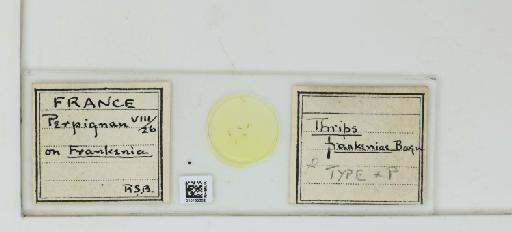 FRANCE
Perpignan VIII/26
on Frankenia
R.S.B.
Thrips
frankeniae Bagn
TYPE + P